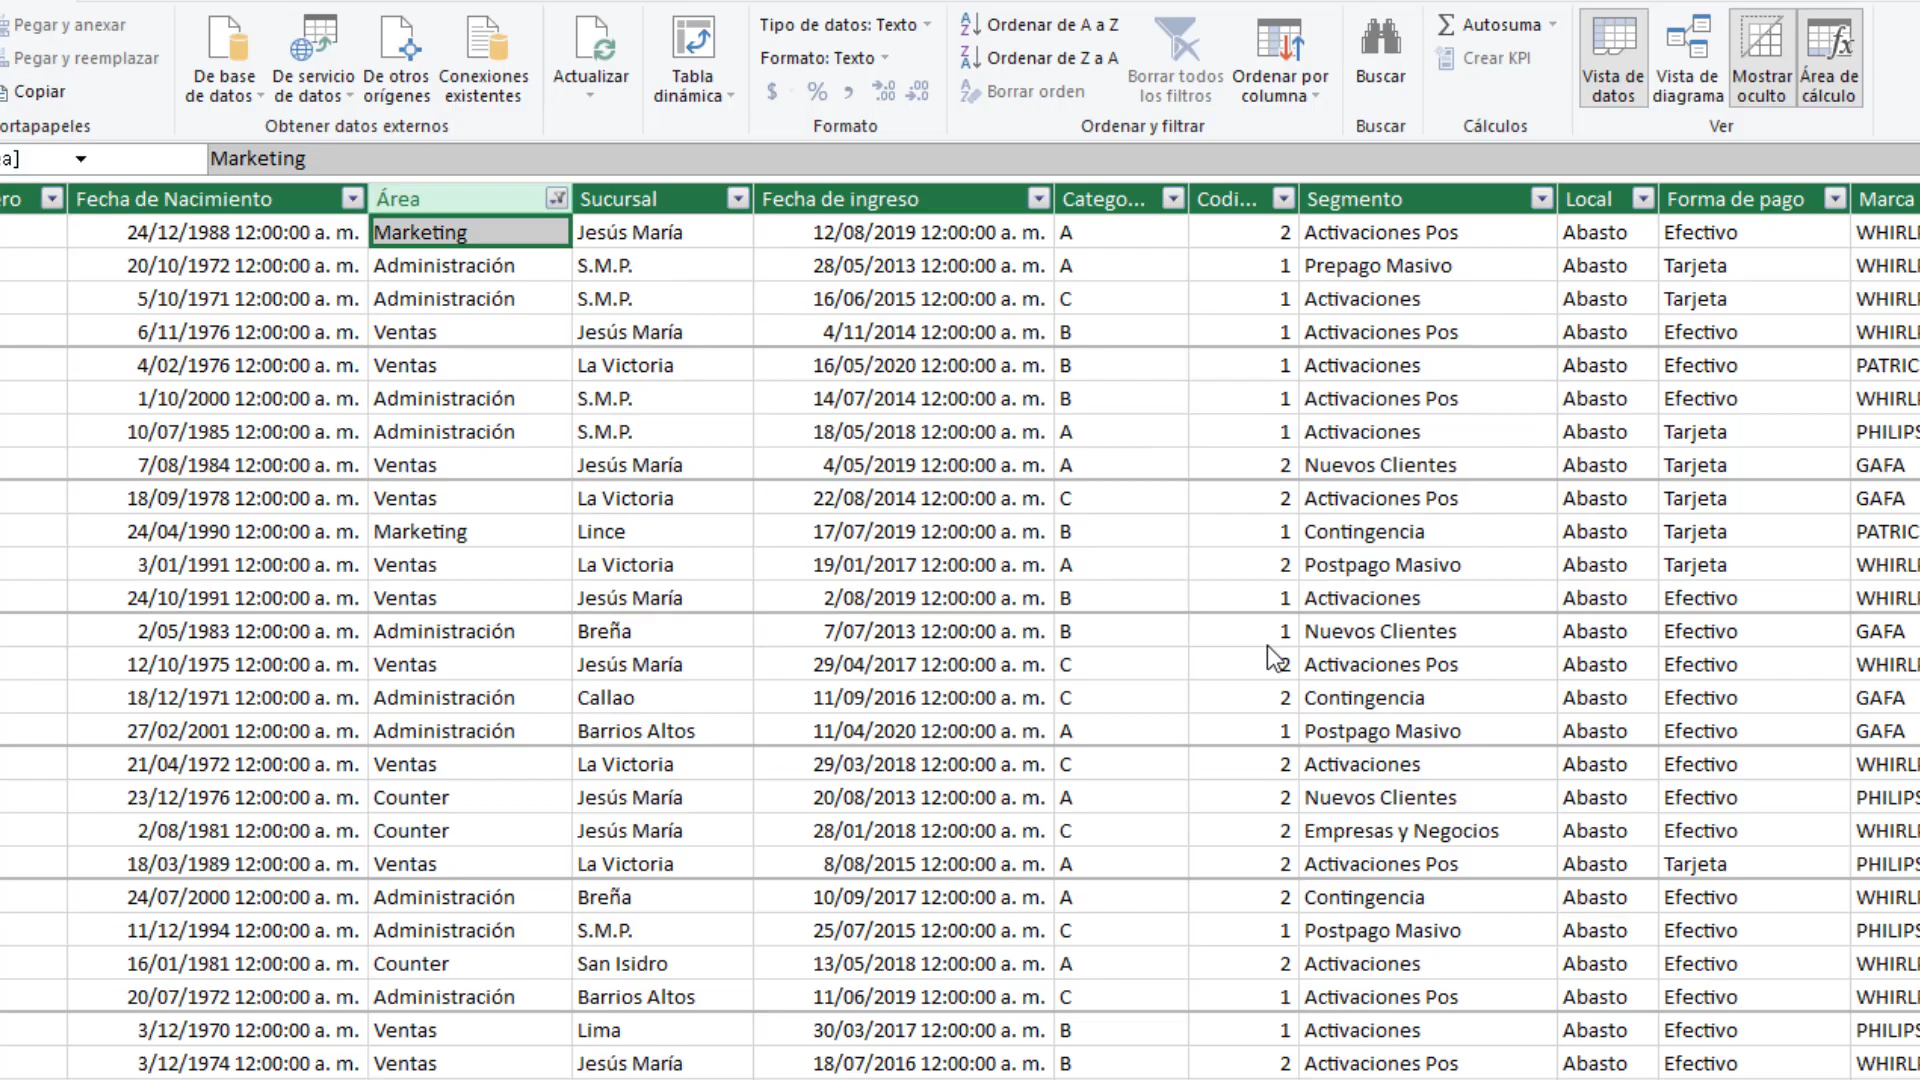 Pegar y anexar
Pegar y reemplazar
Copiar
ortapapeles
De base de datos
De servicio de datos
De otros orígenes
Conexiones existentes
Obtener datos externos
Actualizar
Tabla dinámica
Tipo de datos: Texto
Formato: Texto
$ % , ,00 ,0 ,0 ,00
Formato
Ordenar de A a Z
Ordenar de Z a A
Borrar orden
Borrar todos los filtros
Ordenar por columna
Ordenar y filtrar
Buscar
Buscar
Autosuma
Crear KPI
Cálculos
Vista de datos
Vista de diagrama
Mostrar oculto
Área de cálculo
Ver
a] Marketing
ro Fecha de Nacimiento Área Sucursal Fecha de ingreso Catego... Codi... Segmento Local Forma de pago Marca
24/12/1988 12:00:00 a. m. Marketing Jesús María 12/08/2019 12:00:00 a. m. A 2 Activaciones Pos Abasto Efectivo WHIRLP
20/10/1972 12:00:00 a. m. Administración S.M.P. 28/05/2013 12:00:00 a. m. A 1 Prepago Masivo Abasto Tarjeta WHIRLP
5/10/1971 12:00:00 a. m. Administración S.M.P. 16/06/2015 12:00:00 a. m. C 1 Activaciones Abasto Tarjeta WHIRLP
6/11/1976 12:00:00 a. m. Ventas Jesús María 4/11/2014 12:00:00 a. m. B 1 Activaciones Pos Abasto Efectivo WHIRLP
4/02/1976 12:00:00 a. m. Ventas La Victoria 16/05/2020 12:00:00 a. m. B 1 Activaciones Abasto Efectivo PATRIC
1/10/2000 12:00:00 a. m. Administración S.M.P. 14/07/2014 12:00:00 a. m. B 1 Activaciones Pos Abasto Efectivo WHIRLP
10/07/1985 12:00:00 a. m. Administración S.M.P. 18/05/2018 12:00:00 a. m. A 1 Activaciones Abasto Tarjeta PHILIPS
7/08/1984 12:00:00 a. m. Ventas Jesús María 4/05/2019 12:00:00 a. m. A 2 Nuevos Clientes Abasto Tarjeta GAFA
18/09/1978 12:00:00 a. m. Ventas La Victoria 22/08/2014 12:00:00 a. m. C 2 Activaciones Pos Abasto Tarjeta GAFA
24/04/1990 12:00:00 a. m. Marketing Lince 17/07/2019 12:00:00 a. m. B 1 Contingencia Abasto Tarjeta PATRIC
3/01/1991 12:00:00 a. m. Ventas La Victoria 19/01/2017 12:00:00 a. m. A 2 Postpago Masivo Abasto Tarjeta WHIRLP
24/10/1991 12:00:00 a. m. Ventas Jesús María 2/08/2019 12:00:00 a. m. B 1 Activaciones Abasto Efectivo WHIRLP
2/05/1983 12:00:00 a. m. Administración Breña 7/07/2013 12:00:00 a. m. B 1 Nuevos Clientes Abasto Efectivo GAFA
12/10/1975 12:00:00 a. m. Ventas Jesús María 29/04/2017 12:00:00 a. m. C 2 Activaciones Pos Abasto Efectivo WHIRLP
18/12/1971 12:00:00 a. m. Administración Callao 11/09/2016 12:00:00 a. m. C 2 Contingencia Abasto Efectivo GAFA
27/02/2001 12:00:00 a. m. Administración Barrios Altos 11/04/2020 12:00:00 a. m. A 1 Postpago Masivo Abasto Efectivo GAFA
21/04/1972 12:00:00 a. m. Ventas La Victoria 29/03/2018 12:00:00 a. m. C 2 Activaciones Abasto Efectivo WHIRLP
23/12/1976 12:00:00 a. m. Counter Jesús María 20/08/2013 12:00:00 a. m. A 2 Nuevos Clientes Abasto Efectivo PHILIPS
2/08/1981 12:00:00 a. m. Counter Jesús María 28/01/2018 12:00:00 a. m. C 2 Empresas y Negocios Abasto Efectivo WHIRLP
18/03/1989 12:00:00 a. m. Ventas La Victoria 8/08/2015 12:00:00 a. m. A 2 Activaciones Pos Abasto Tarjeta PHILIPS
24/07/2000 12:00:00 a. m. Administración Breña 10/09/2017 12:00:00 a. m. A 2 Contingencia Abasto Efectivo WHIRLP
11/12/1994 12:00:00 a. m. Administración S.M.P. 25/07/2015 12:00:00 a. m. C 1 Postpago Masivo Abasto Efectivo PHILIPS
16/01/1981 12:00:00 a. m. Counter San Isidro 13/05/2018 12:00:00 a. m. A 2 Activaciones Abasto Efectivo WHIRLP
20/07/1972 12:00:00 a. m. Administración Barrios Altos 11/06/2019 12:00:00 a. m. C 1 Activaciones Pos Abasto Efectivo WHIRLP
3/12/1970 12:00:00 a. m. Ventas Lima 30/03/2017 12:00:00 a. m. B 1 Activaciones Abasto Efectivo PHILIPS
3/12/1974 12:00:00 a. m. Ventas Jesús María 18/07/2016 12:00:00 a. m. B 2 Activaciones Pos Abasto Efectivo WHIRLP